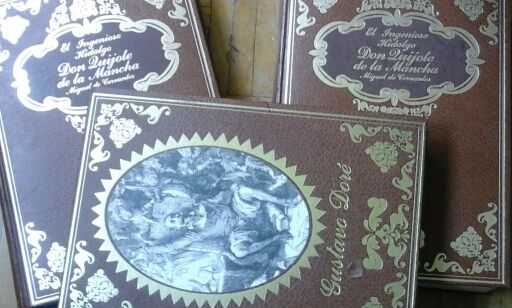 El Ingenioso
Hidalgo
Don Quijote
de la Mancha
Miguel de Cervantes
El Ingenioso
Hidalgo
Don Quijote
de la Mancha
Miguel de Cervantes
Gustavo Doré